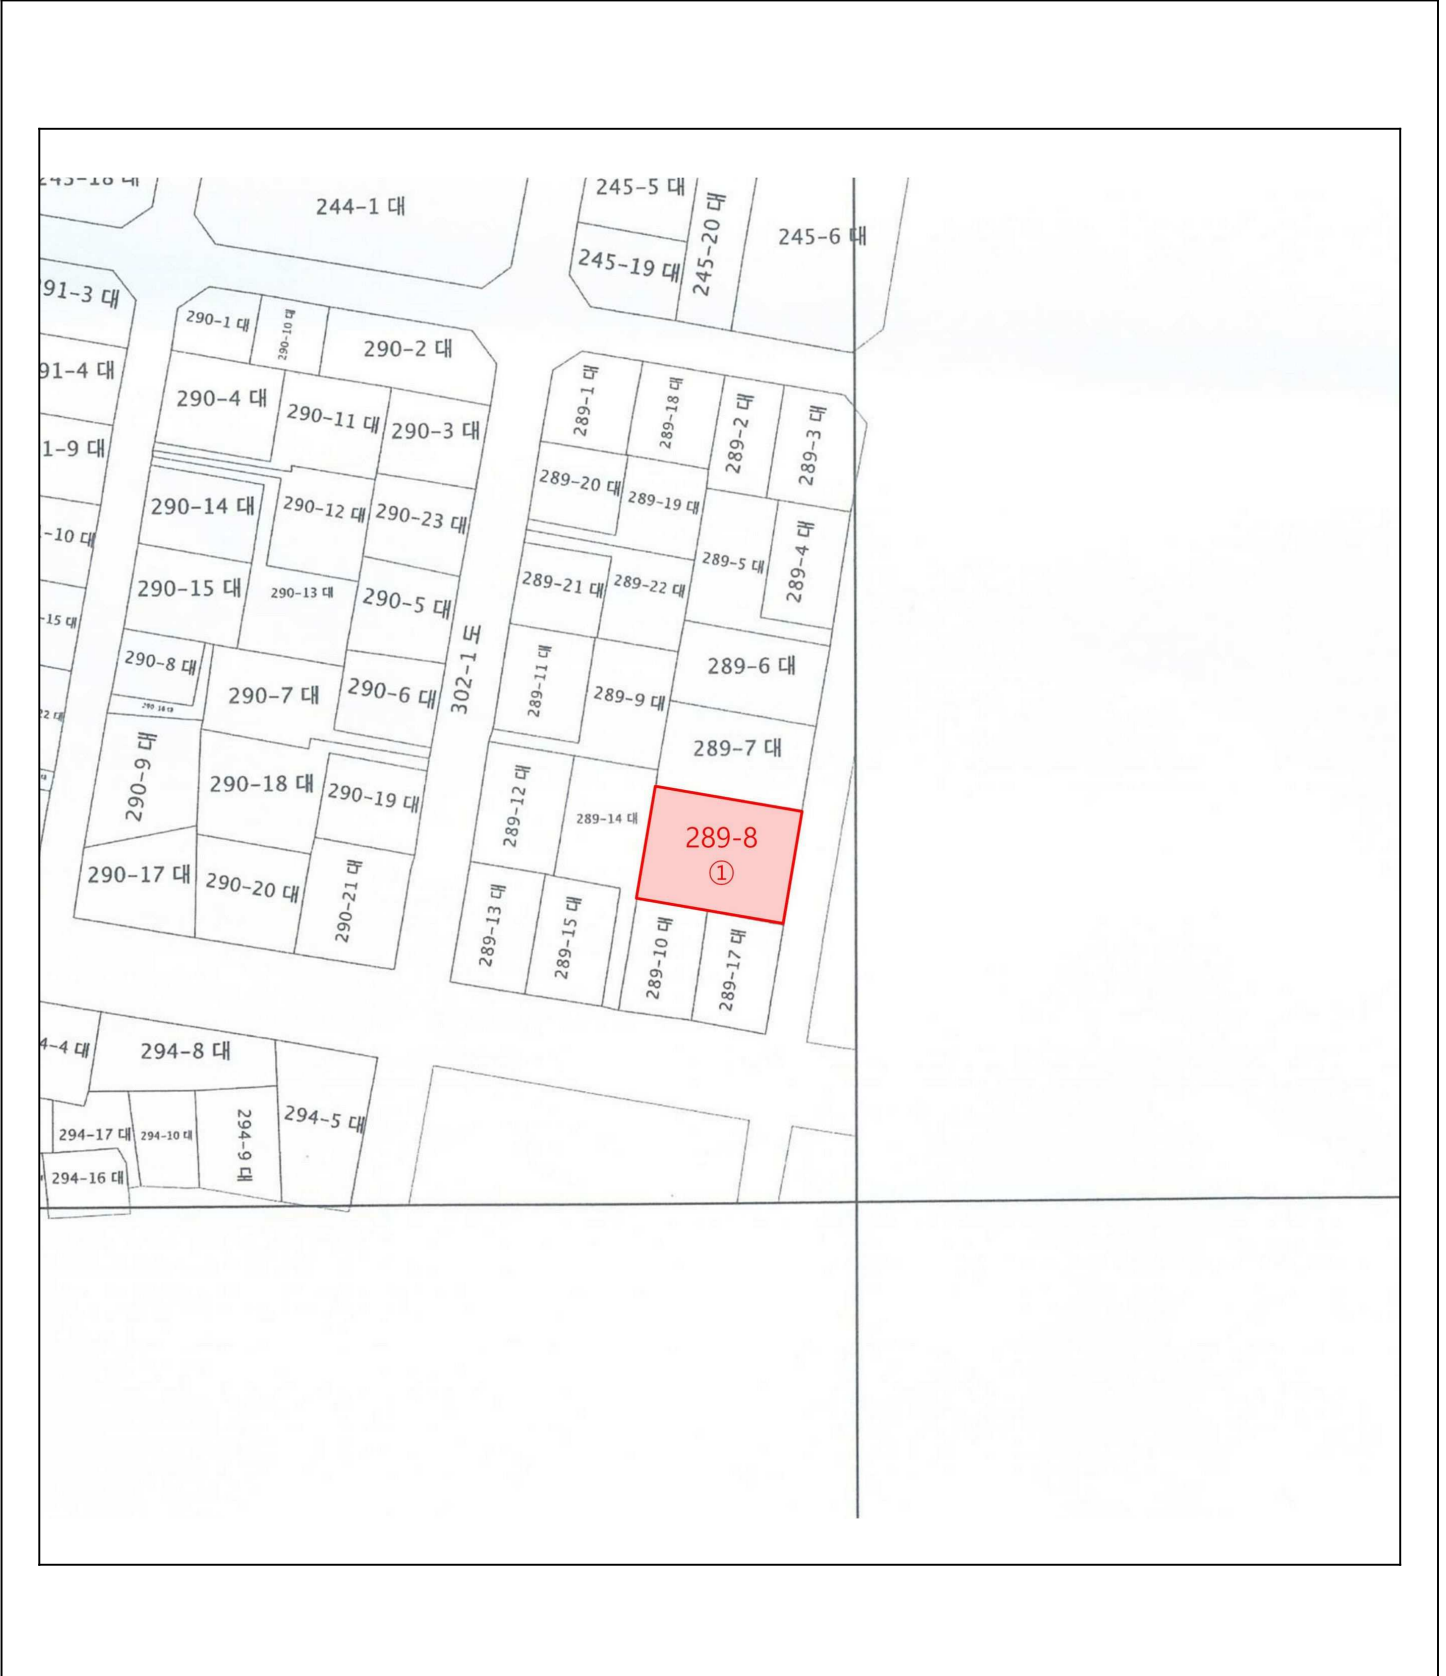 244-1 대
245-5 대
245-20 대
245-6 대
245-19 대
91-3 대
290-1 대
290-10 대
290-2 대
91-4 대
290-4 대
290-11 대
290-3 대
289-1 대
289-18 대
289-2 대
289-3 대
1-9 대
290-14 대
290-12 대
290-23 대
289-20 대
289-19 대
-10 대
289-5 대
289-4 대
290-15 대
290-13 대
290-5 대
289-21 대
289-22 대
-15 대
302-1 도
290-8 대
290-7 대
290-6 대
289-11 대
289-9 대
289-6 대
22 대
290-9 대
290-18 대
290-19 대
289-12 대
289-14 대
289-7 대
289-8
①
290-17 대
290-20 대
290-21 대
289-13 대
289-15 대
289-10 대
289-17 대
4-4 대
294-8 대
294-5 대
294-17 대
294-10 대
294-9 대
294-16 대